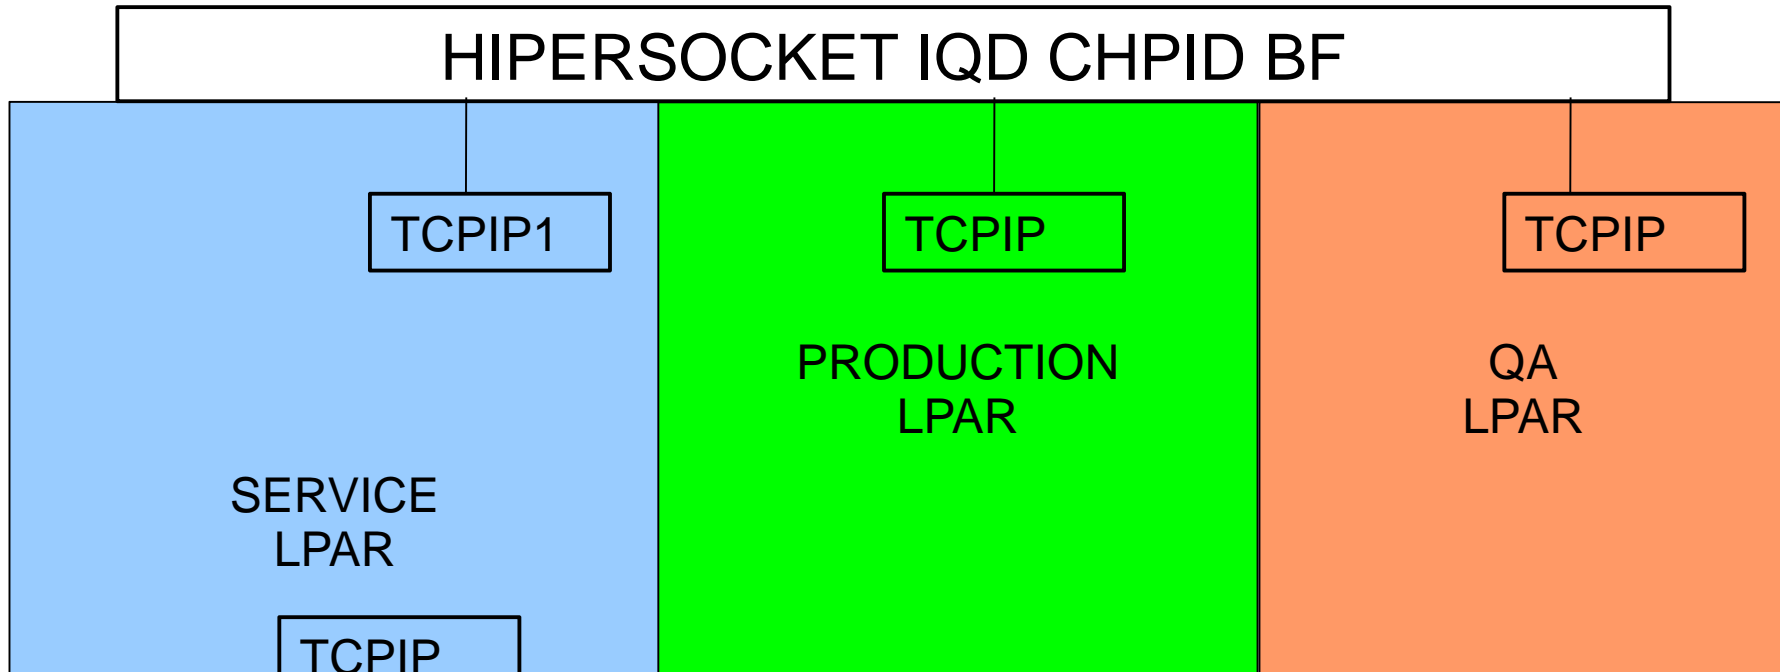 HIPERSOCKET IQD CHPID BF
TCPIP1
TCPIP
TCPIP
PRODUCTION
LPAR
QA
LPAR
SERVICE
LPAR
TCPIP